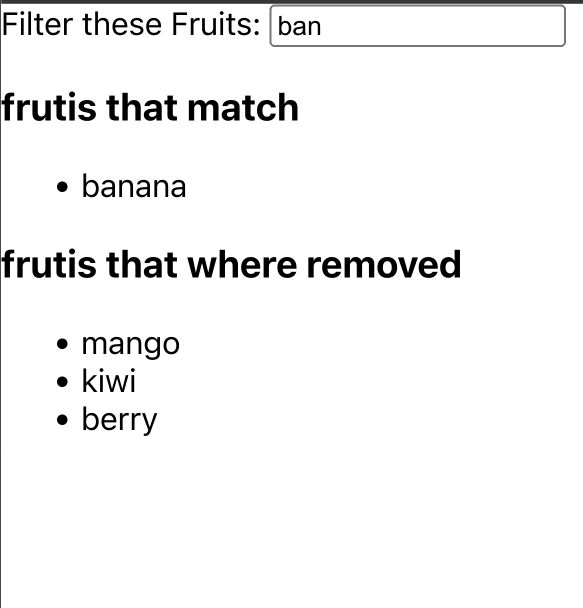 Filter these Fruits: ban
frutis that match
• banana
frutis that where removed
• mango
• kiwi
• berry